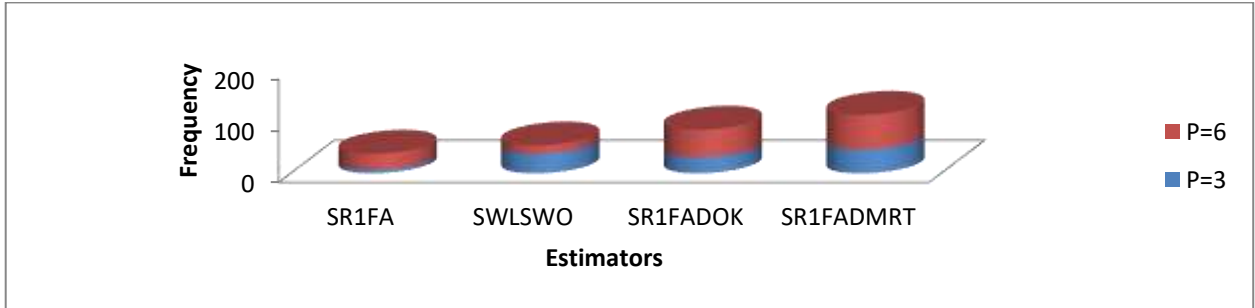 Frequency
200
100
0
SR1FA SWLSWO SR1FADOK SR1FADMRT
Estimators
P=6
P=3